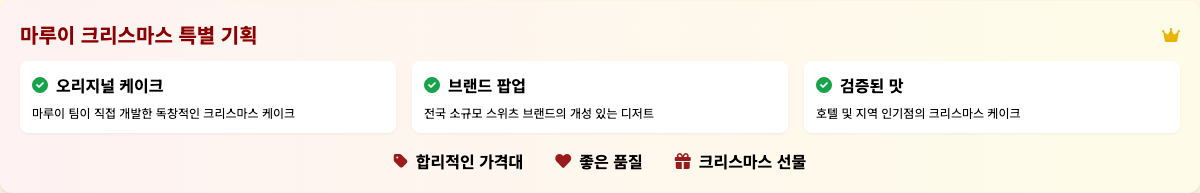 마루이 크리스마스 특별 기획
오리지널 케이크
마루이 팀이 직접 개발한 독창적인 크리스마스 케이크
브랜드 팝업
전국 소규모 스위츠 브랜드의 개성 있는 디저트
검증된 맛
호텔 및 지역 인기점의 크리스마스 케이크
합리적인 가격대
좋은 품질
크리스마스 선물